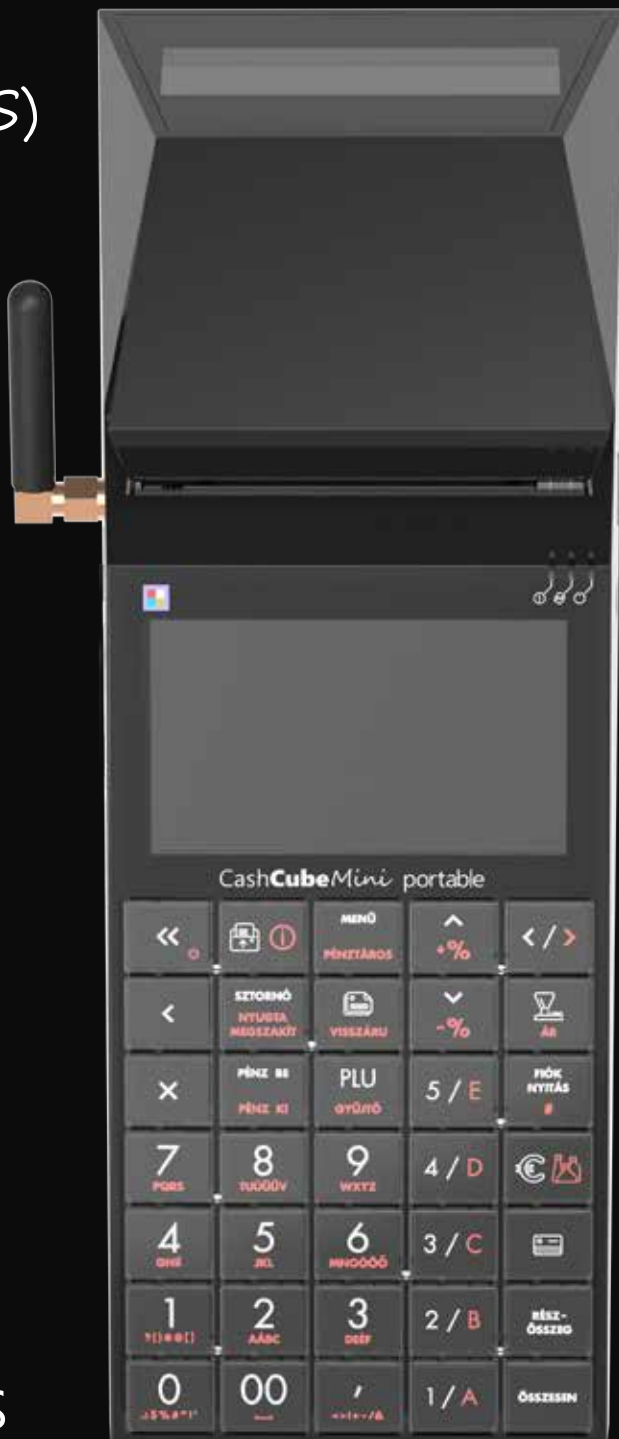 S)
CashCubeMini portable
«
MENÜ
PÉNZTÁROS
+%
< / >
<
SZTORNÓ
NYUGTA
MEGSZAKÍT
VISSZÁRU
-%
ÁR
×
PÉNZ BE
PÉNZ KI
PLU
GYŰJTŐ
5 / E
FIÓK
NYITÁS
#
7
PQRS
8
TUÚÜŰV
9
WXYZ
4 / D
€
4
GHIÍ
5
JKL
6
MNOÓÖŐ
3 / C
1
2
AÁBC
3
DEÉF
2 / B
RÉSZ-
ÖSSZEG
0
00
,
1 / A
ÖSSZESEN
S